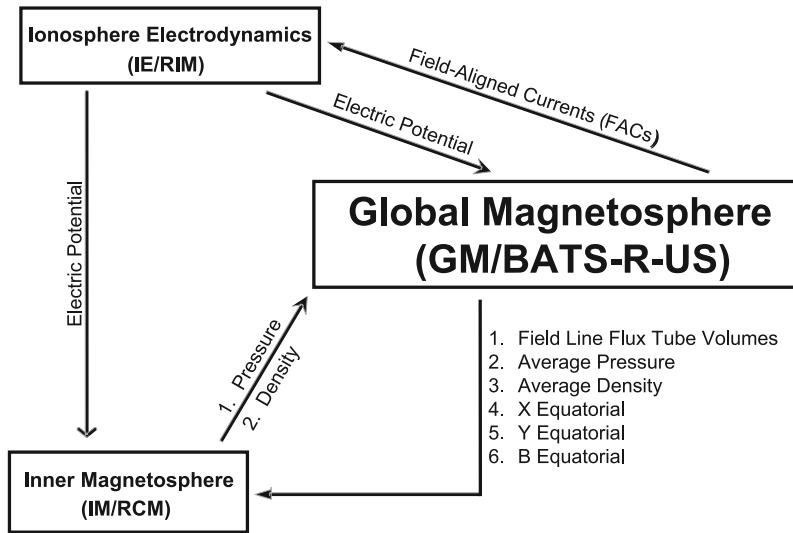 Ionosphere Electrodynamics
(IE/RIM)
Field-Aligned Currents (FACs)
Electric Potential
Electric Potential
Global Magnetosphere
(GM/BATS-R-US)
1. Pressure
2. Density
1. Field Line Flux Tube Volumes
2. Average Pressure
3. Average Density
4. X Equatorial
5. Y Equatorial
6. B Equatorial
Inner Magnetosphere
(IM/RCM)